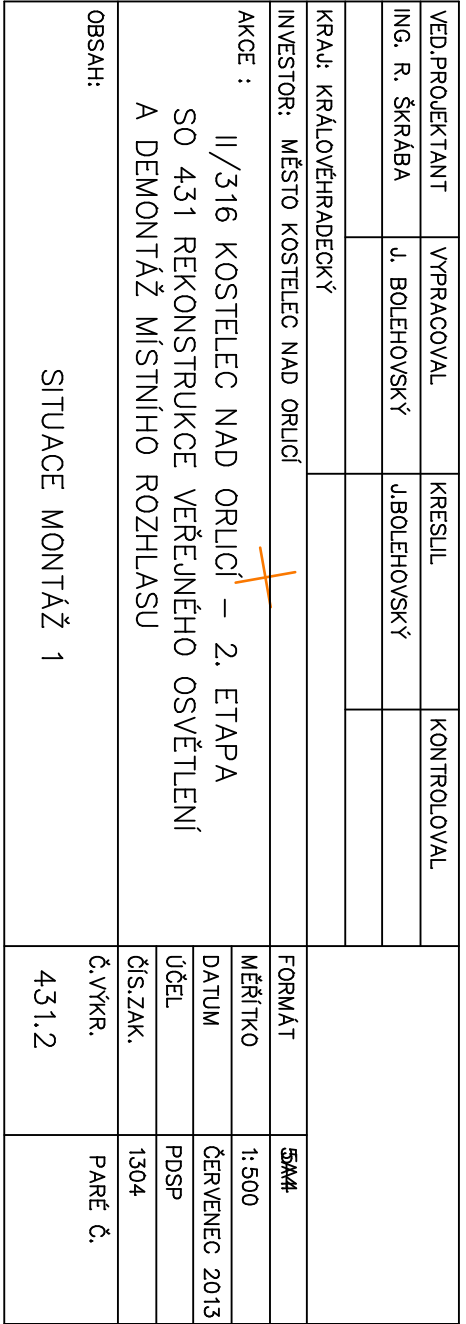 VED.PROJEKTANT VYPRACOVAL KRESLIL KONTROLOVAL
ING. R. ŠKRÁBA J. BOLEHOVSKÝ J.BOLEHOVSKÝ
KRAJ: KRÁLOVÉHRADECKÝ
INVESTOR: MĚSTO KOSTELEC NAD ORLICÍ
AKCE :
II/316 KOSTELEC NAD ORLICÍ – 2. ETAPA
SO 431 REKONSTRUKCE VEŘEJNÉHO OSVĚTLENÍ
A DEMONTÁŽ MÍSTNÍHO ROZHLASU
FORMÁT
MĚŘÍTKO 1:500
DATUM ČERVENEC 2013
ÚČEL PDSP
ČÍS.ZAK. 1304
OBSAH:
SITUACE MONTÁŽ 1
Č.VÝKR. PARÉ Č.
431.2